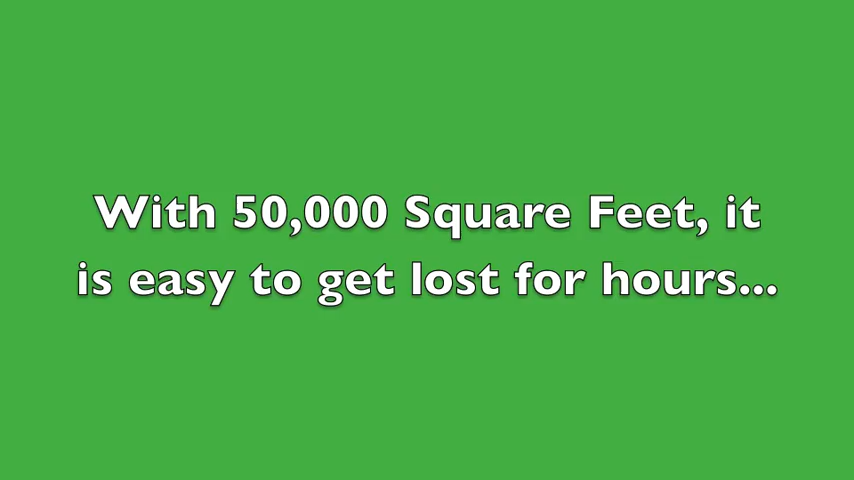 With 50,000 Square Feet, it
is easy to get lost for hours...